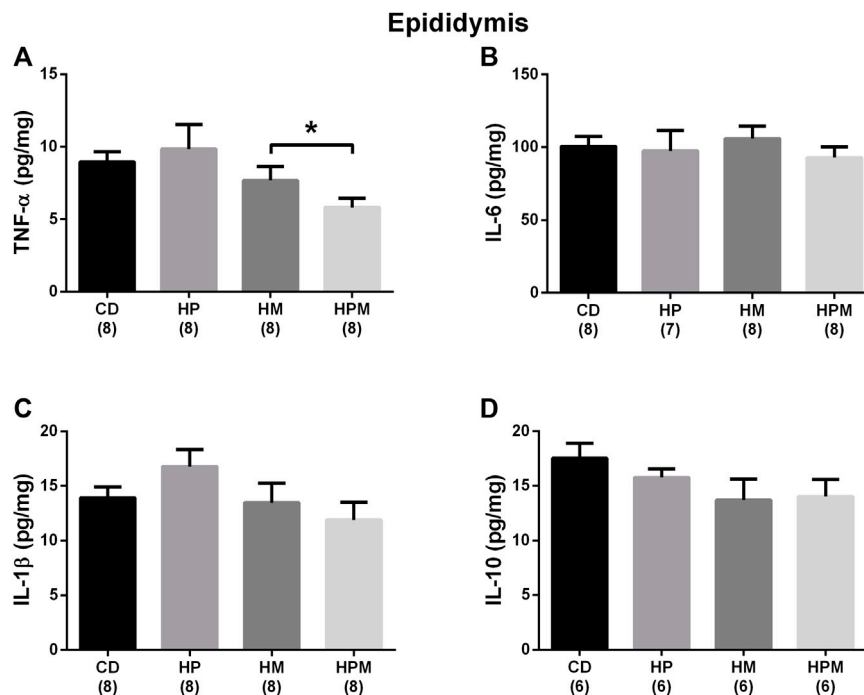 Epididymis
A
TNF-α (pg/mg)
15
10
5
0
*
CD HP HM HPM
(8) (8) (8) (8)
B
IL-6 (pg/mg)
150
100
50
0
CD HP HM HPM
(8) (7) (8) (8)
C
IL-1β (pg/mg)
20
15
10
5
0
CD HP HM HPM
(8) (8) (8) (8)
D
IL-10 (pg/mg)
20
15
10
5
0
CD HP HM HPM
(6) (6) (6) (6)